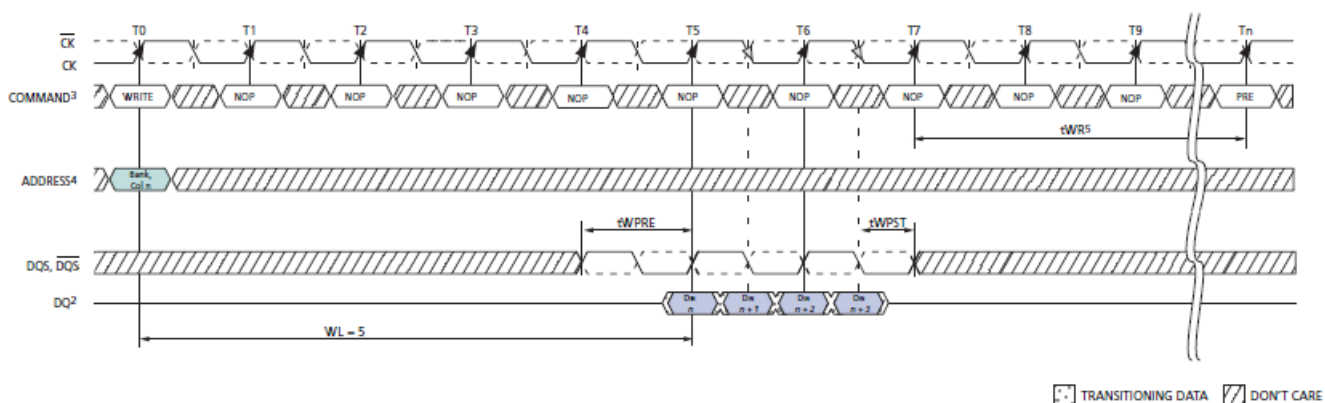 T0 T1 T2 T3 T4 T5 T6 T7 T8 T9 Tn
CK
CK
COMMAND3 WRITE NOP NOP NOP NOP NOP NOP NOP NOP NOP PRE
tWR5
Bank,
ADDRESS4 Col n
tWPRE tWPST
DQS, DQS
DQ2 DIN DIN DIN DIN
n n + 1 n + 2 n + 3
WL = 5
TRANSITIONING DATA DON'T CARE